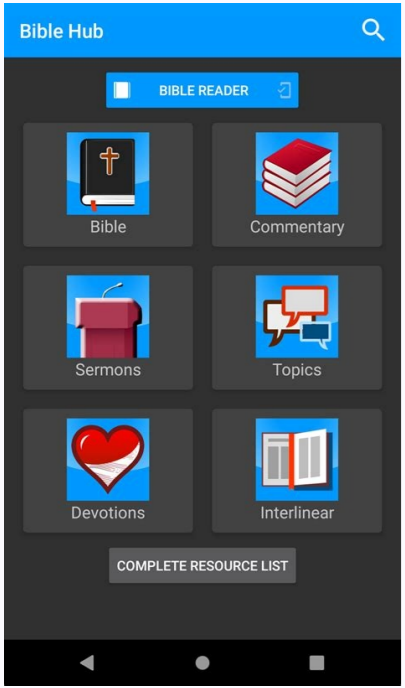 Bible Hub
BIBLE READER
Bible
Commentary
Sermons
Topics
Devotions
Interlinear
COMPLETE RESOURCE LIST